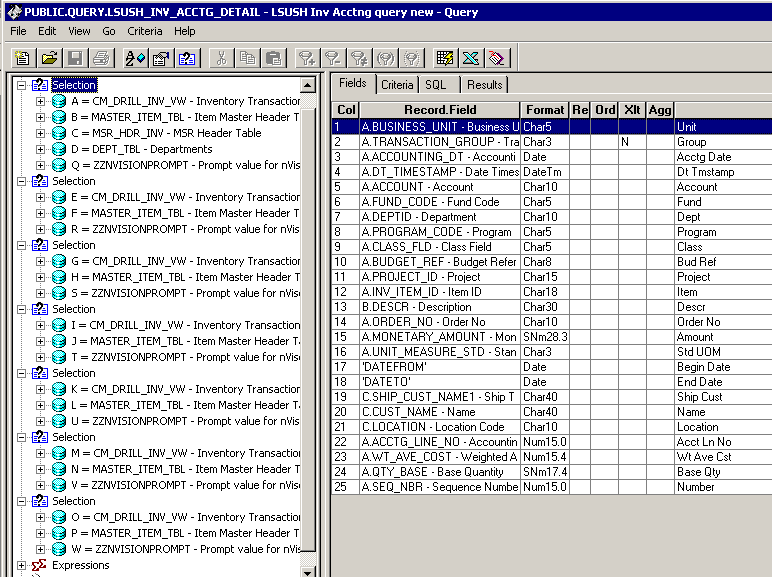 PUBLIC.QUERY.LSUSH_INV_ACCTG_DETAIL - LSUSH Inv Acctng query new - Query
File Edit View Go Criteria Help
Selection
A = CM_DRILL_INV_VW - Inventory Transaction
B = MASTER_ITEM_TBL - Item Master Header T
C = MSR_HDR_INV - MSR Header Table
D = DEPT_TBL - Departments
Q = ZZNVISIONPROMPT - Prompt value for nVis
Selection
E = CM_DRILL_INV_VW - Inventory Transaction
F = MASTER_ITEM_TBL - Item Master Header T
R = ZZNVISIONPROMPT - Prompt value for nVis
Selection
G = CM_DRILL_INV_VW - Inventory Transaction
H = MASTER_ITEM_TBL - Item Master Header T
S = ZZNVISIONPROMPT - Prompt value for nVis
Selection
I = CM_DRILL_INV_VW - Inventory Transaction
J = MASTER_ITEM_TBL - Item Master Header T
T = ZZNVISIONPROMPT - Prompt value for nVis
Selection
K = CM_DRILL_INV_VW - Inventory Transaction
L = MASTER_ITEM_TBL - Item Master Header T
U = ZZNVISIONPROMPT - Prompt value for nVis
Selection
M = CM_DRILL_INV_VW - Inventory Transaction
N = MASTER_ITEM_TBL - Item Master Header T
V = ZZNVISIONPROMPT - Prompt value for nVis
Selection
O = CM_DRILL_INV_VW - Inventory Transaction
P = MASTER_ITEM_TBL - Item Master Header T
W = ZZNVISIONPROMPT - Prompt value for nVis
Expressions
Fields Criteria SQL Results
Col Record.Field Format Re Ord Xlt Agg
1 A.BUSINESS_UNIT - Business U Char5 Unit
2 A.TRANSACTION_GROUP - Tra Char3 N Group
3 A.ACCOUNTING_DT - Accounti Date Acctg Date
4 A.DT_TIMESTAMP - Date Times DateTm Dt Tmstamp
5 A.ACCOUNT - Account Char10 Account
6 A.FUND_CODE - Fund Code Char5 Fund
7 A.DEPTID - Department Char10 Dept
8 A.PROGRAM_CODE - Program Char5 Program
9 A.CLASS_FLD - Class Field Char5 Class
10 A.BUDGET_REF - Budget Refer Char8 Bud Ref
11 A.PROJECT_ID - Project Char15 Project
12 A.INV_ITEM_ID - Item ID Char18 Item
13 B.DESCR - Description Char30 Descr
14 A.ORDER_NO - Order No Char10 Order No
15 A.MONETARY_AMOUNT - Mon SNm28.3 Amount
16 A.UNIT_MEASURE_STD - Stan Char3 Std UOM
17 'DATEFROM' Date Begin Date
18 'DATETO' Date End Date
19 C.SHIP_CUST_NAME1 - Ship T Char40 Ship Cust
20 C.CUST_NAME - Name Char40 Name
21 C.LOCATION - Location Code Char10 Location
22 A.ACCTG_LINE_NO - Accountin Num15.0 Acct Ln No
23 A.WT_AVE_COST - Weighted A Num15.0 Wt Ave Cst
24 A.QTY_BASE - Base Quantity SNm17.4 Base Qty
25 A.SEQ_NBR - Sequence Numbe Num15.0 Number